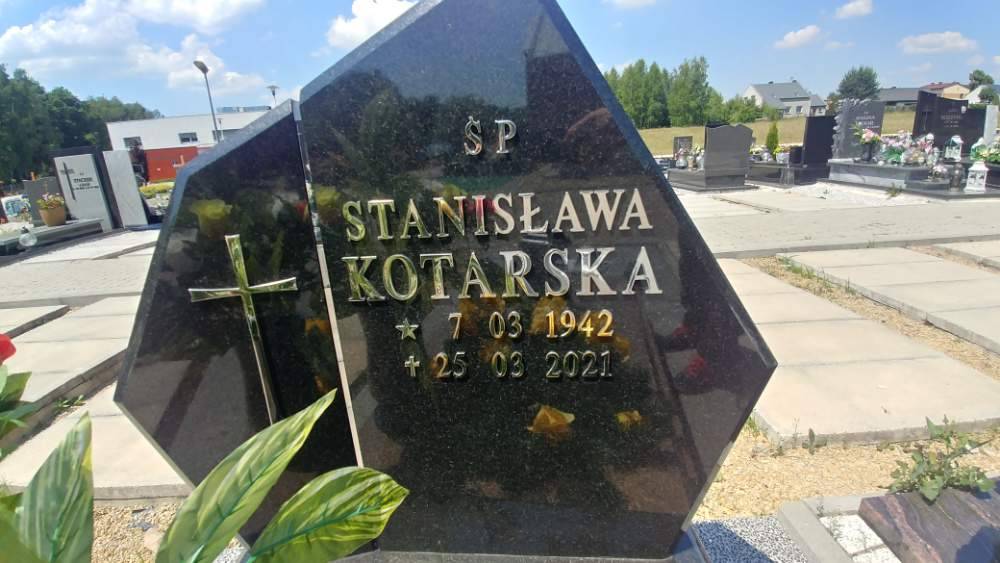 ŚP
STANISŁAWA
KOTARSKA
★ 7 03 1942
✝ 25 03 2021